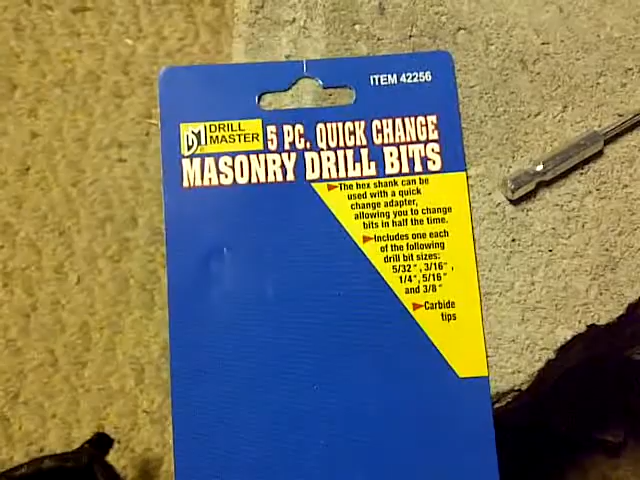 ITEM 42256
DM DRILL
MASTER
5 PC. QUICK CHANGE
MASONRY DRILL BITS
The hex shank can be
used with a quick
change adapter,
allowing you to change
bits in half the time.
Includes one each
of the following
drill bit sizes:
5/32", 3/16",
1/4", 5/16"
and 3/8"
Carbide
tips